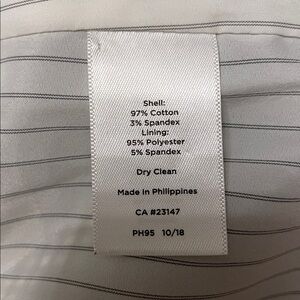 Shell:
97% Cotton
3% Spandex
Lining:
95% Polyester
5% Spandex
Dry Clean
Made in Philippines
CA #23147
PH95 10/18